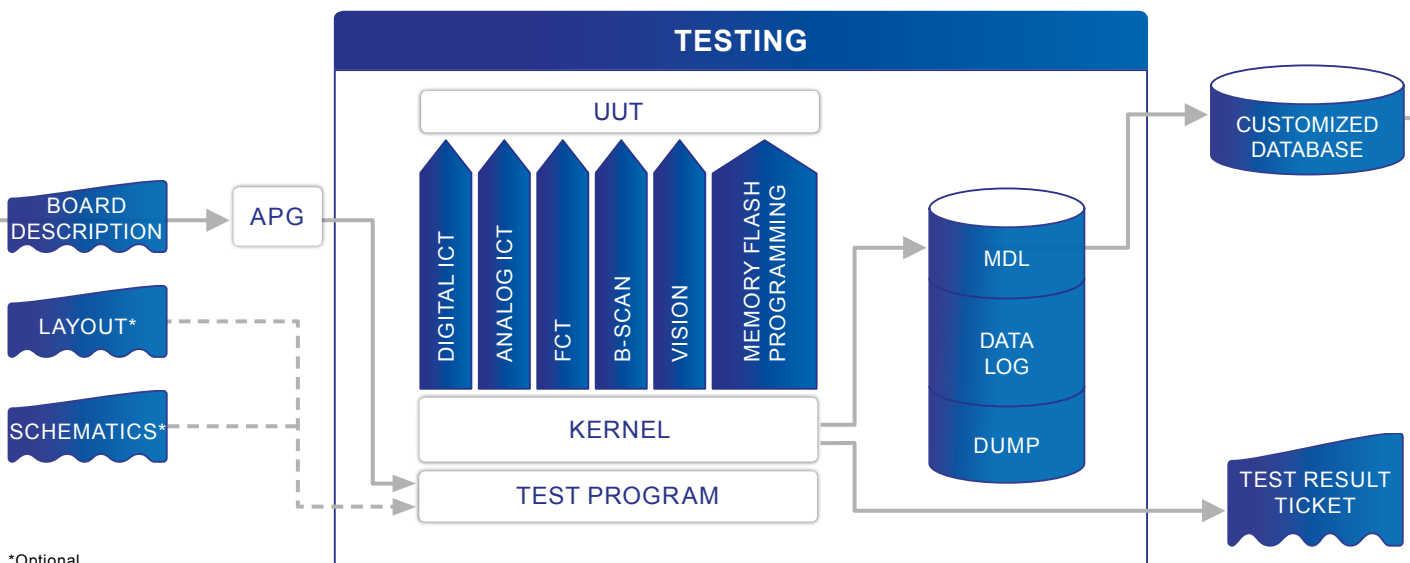 TESTING
UUT
DIGITAL ICT
ANALOG ICT
FCT
B-SCAN
VISION
MEMORY FLASH
PROGRAMMING
KERNEL
TEST PROGRAM
BOARD
DESCRIPTION
APG
LAYOUT*
SCHEMATICS*
*Optional
MDL
DATA
LOG
DUMP
CUSTOMIZED
DATABASE
TEST RESULT
TICKET